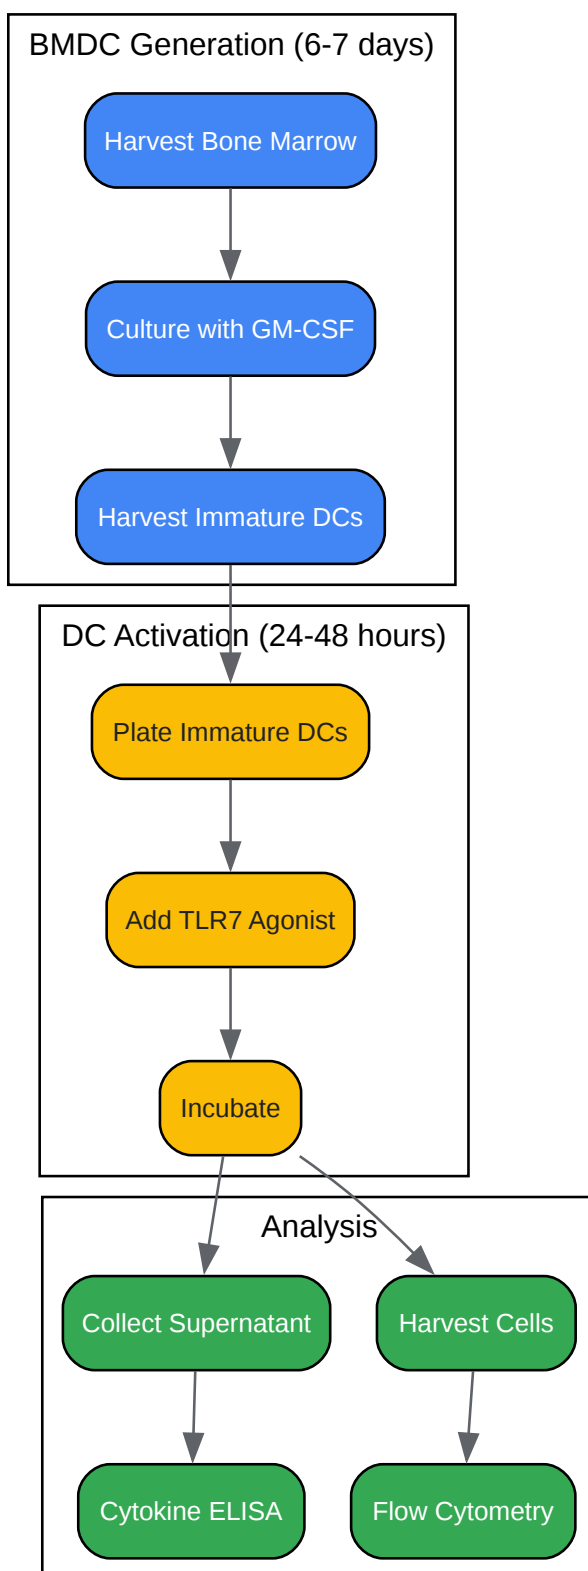 BMDC Generation (6-7 days)
Harvest Bone Marrow
Culture with GM-CSF
Harvest Immature DCs
DC Activation (24-48 hours)
Plate Immature DCs
Add TLR7 Agonist
Incubate
Analysis
Collect Supernatant
Harvest Cells
Cytokine ELISA
Flow Cytometry